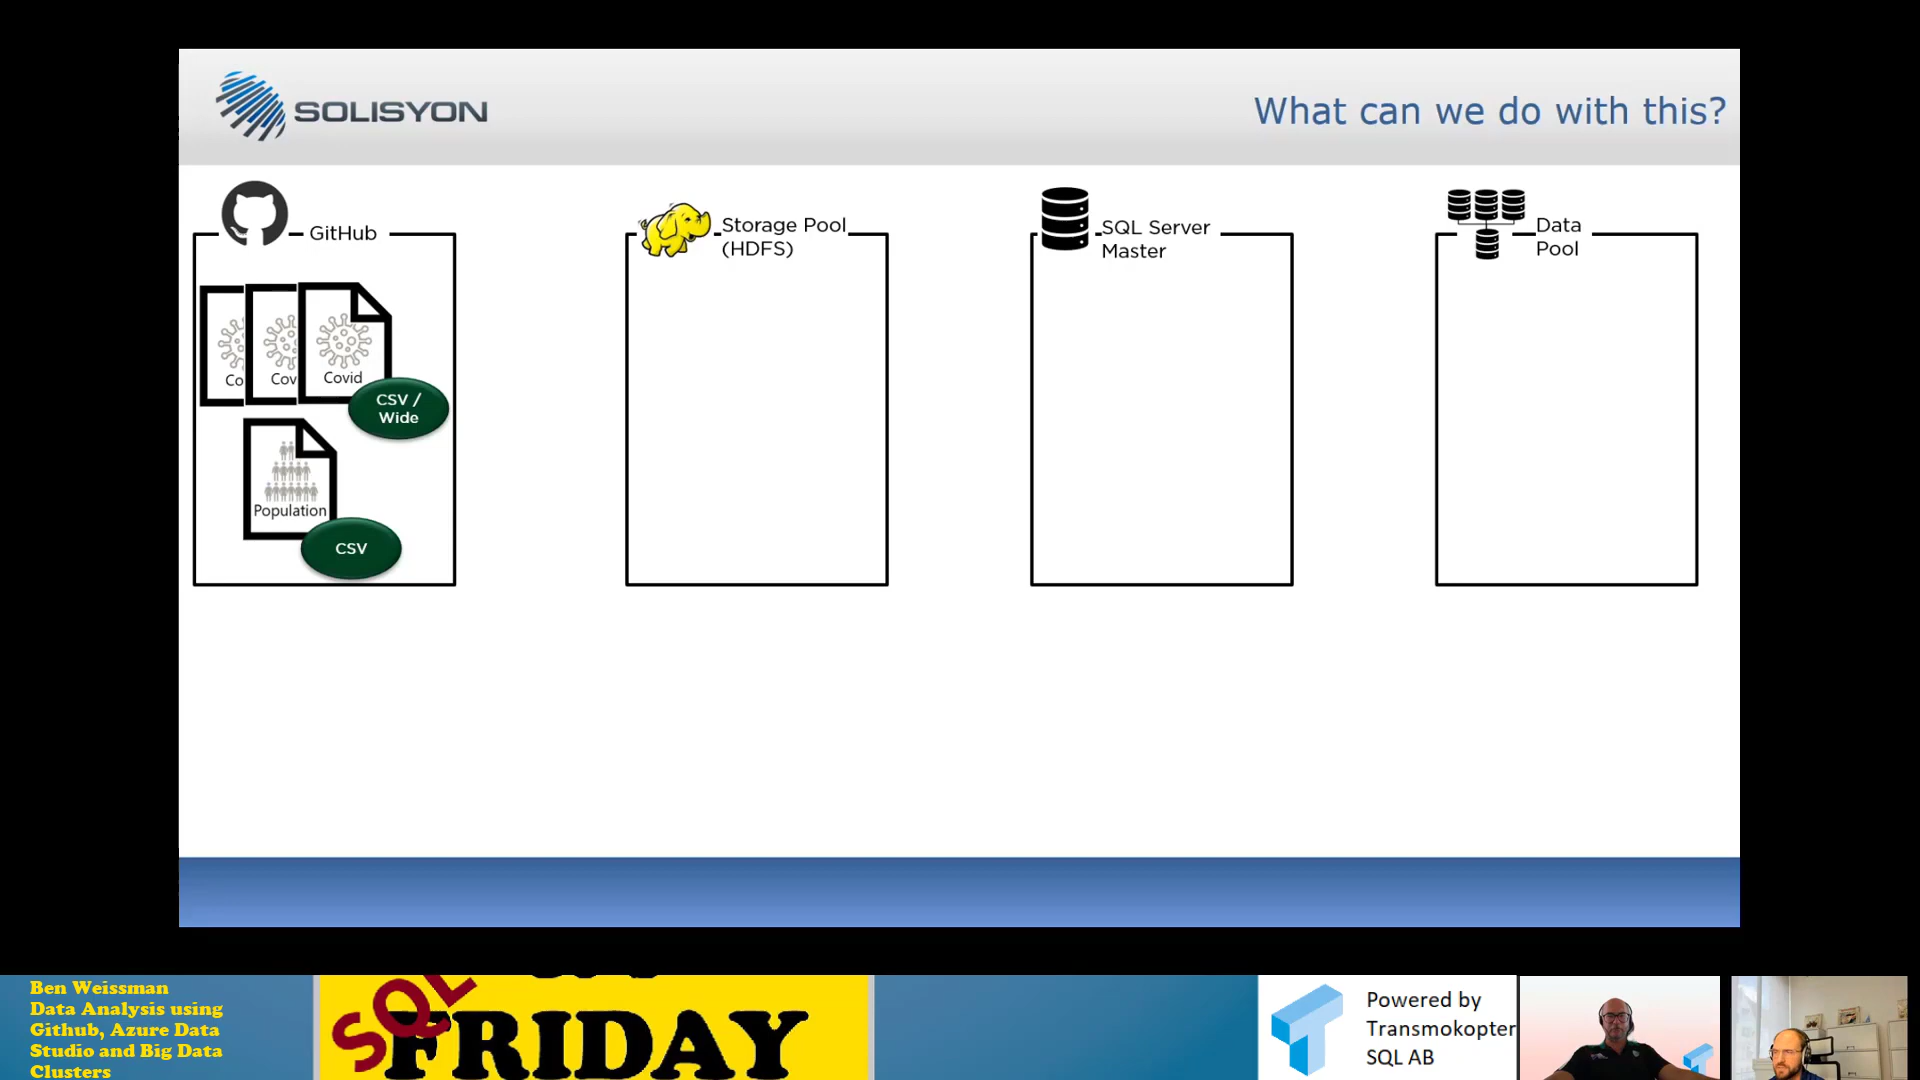 SOLISYON
What can we do with this?
GitHub
Storage Pool
(HDFS)
SQL Server
Master
Data
Pool
Co
Cov
Covid
CSV /
Wide
Population
CSV
Ben Weissman
Data Analysis using
Github, Azure Data
Studio and Big Data
Clusters
SQL
FRIDAY
Powered by
Transmokopter
SQL AB